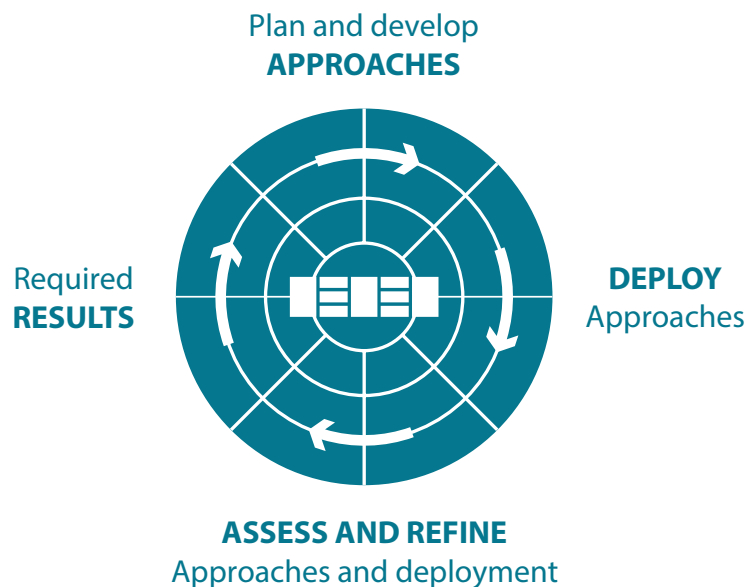 Plan and develop
APPROACHES
Required
RESULTS
DEPLOY
Approaches
ASSESS AND REFINE
Approaches and deployment